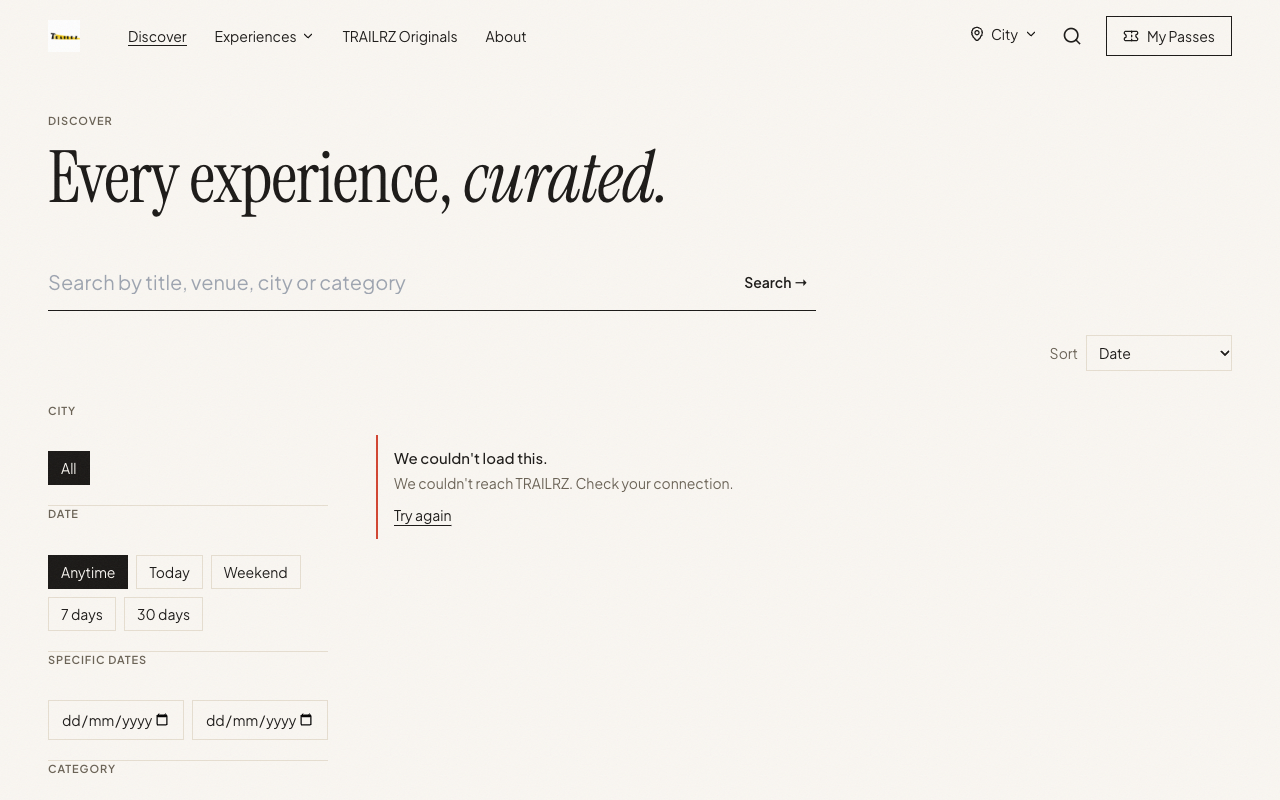 Discover
Experiences
TRAILRZ Originals
About
City
My Passes
DISCOVER
Every experience, curated.
Search by title, venue, city or category
Search →
Sort
Date
CITY
All
We couldn't load this.
We couldn't reach TRAILRZ. Check your connection.
Try again
DATE
Anytime
Today
Weekend
7 days
30 days
SPECIFIC DATES
dd/mm/yyyy
dd/mm/yyyy
CATEGORY